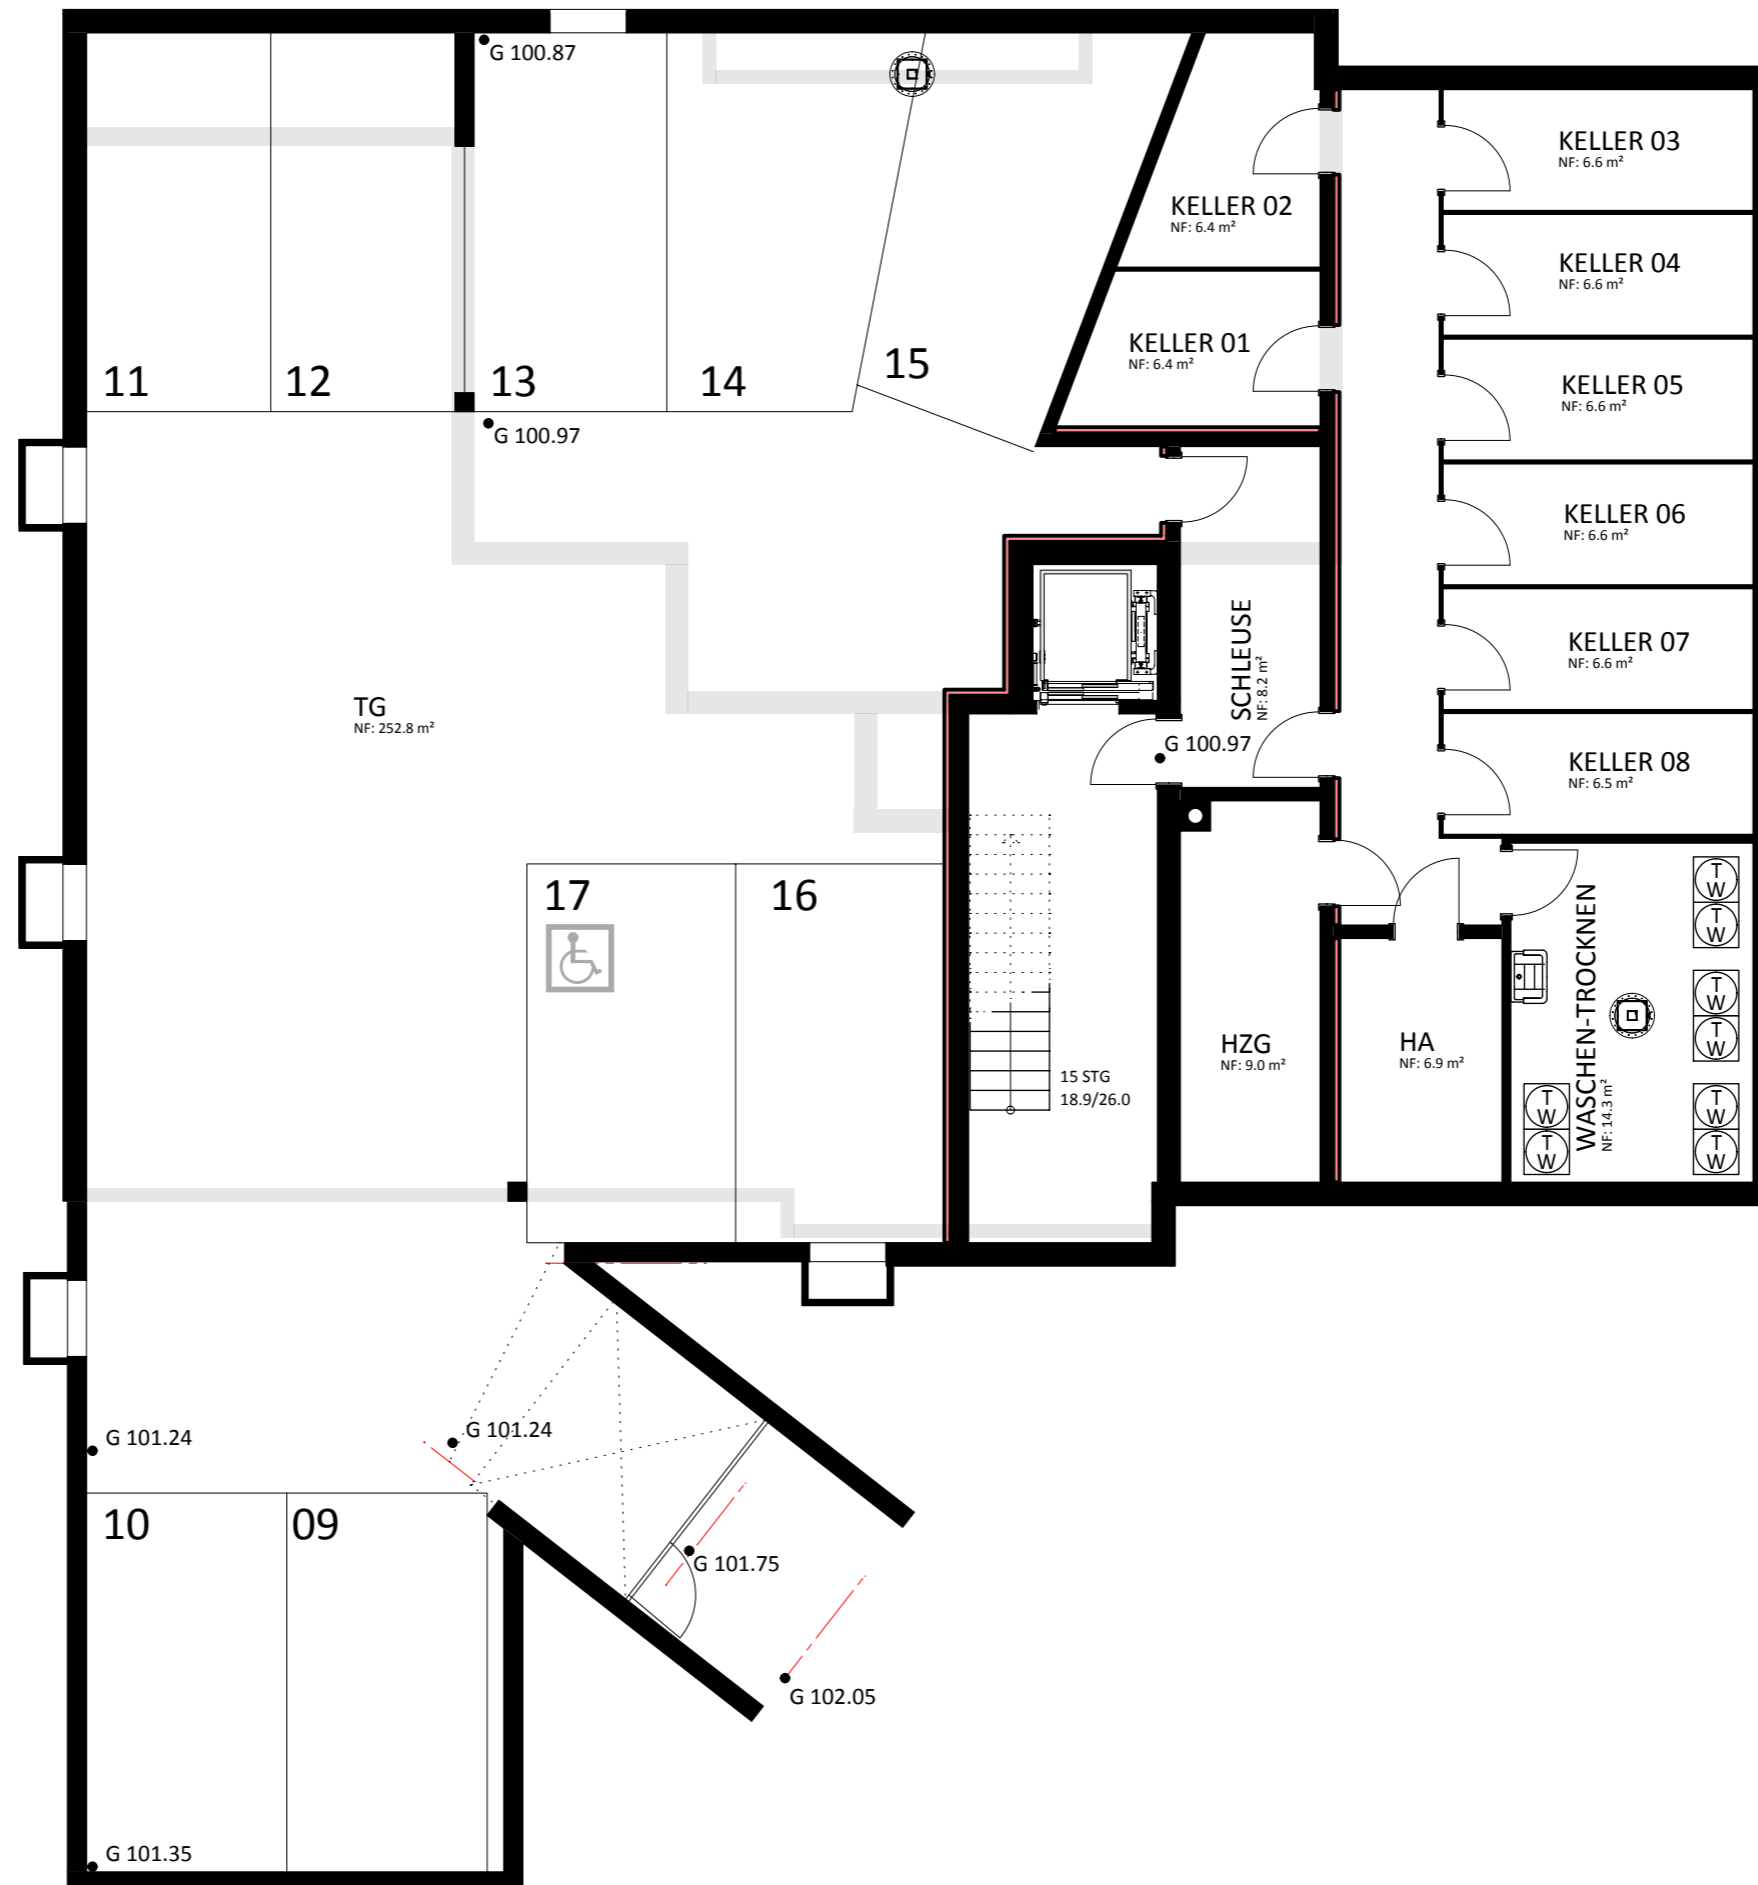 G 100.87
KELLER 03
NF: 6.6 m²
KELLER 02
NF: 6.4 m²
KELLER 04
NF: 6.6 m²
KELLER 01
NF: 6.4 m²
11
12
13
14
15
KELLER 05
NF: 6.6 m²
G 100.97
KELLER 06
NF: 6.6 m²
SCHLEUSE
NF: 8.2 m²
KELLER 07
NF: 6.6 m²
TG
NF: 252.8 m²
G 100.97
KELLER 08
NF: 6.5 m²
17
16
T
W
T
W
T
W
T
W
WASCHEN-TROCKNEN
NF: 14.3 m²
HZG
NF: 9.0 m²
HA
NF: 6.9 m²
15 STG
18.9/26.0
T
W
T
W
T
W
T
W
G 101.24
G 101.24
10
09
G 101.75
G 102.05
G 101.35